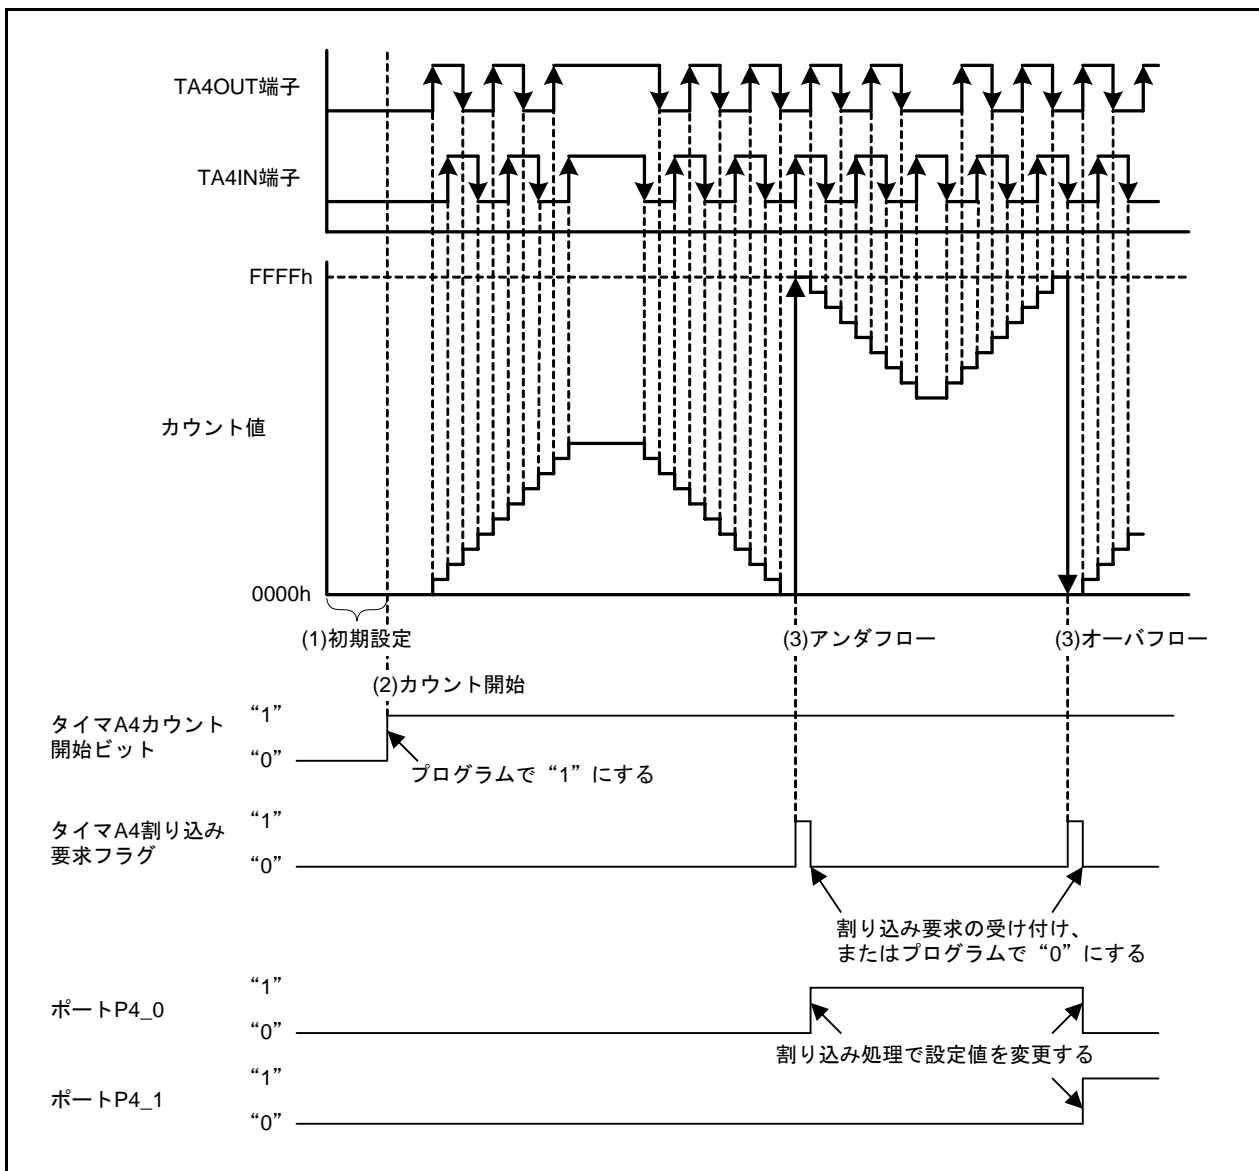 TA4OUT端子
TA4IN端子
FFFFh
カウント値
0000h
(1)初期設定
(3)アンダフロー
(3)オーバフロー
(2)カウント開始
タイマA4カウント
開始ビット
“1”
“0”
プログラムで“1”にする
タイマA4割り込み
要求フラグ
“1”
“0”
割り込み要求の受け付け、
またはプログラムで“0”にする
ポートP4_0
“1”
“0”
割り込み処理で設定値を変更する
ポートP4_1
“1”
“0”